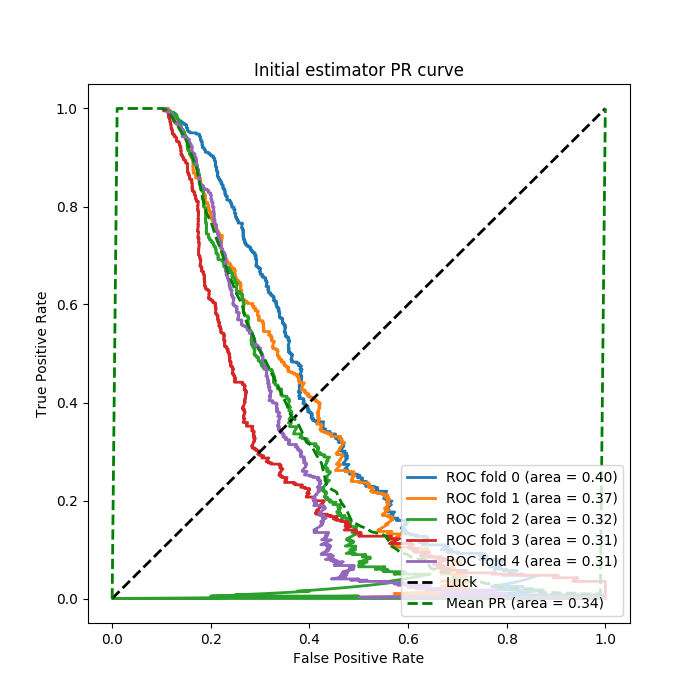 Initial estimator PR curve
True Positive Rate
1.0
0.8
0.6
0.4
0.2
0.0
ROC fold 0 (area = 0.40)
ROC fold 1 (area = 0.37)
ROC fold 2 (area = 0.32)
ROC fold 3 (area = 0.31)
ROC fold 4 (area = 0.31)
Luck
Mean PR (area = 0.34)
0.0 0.2 0.4 0.6 0.8 1.0
False Positive Rate